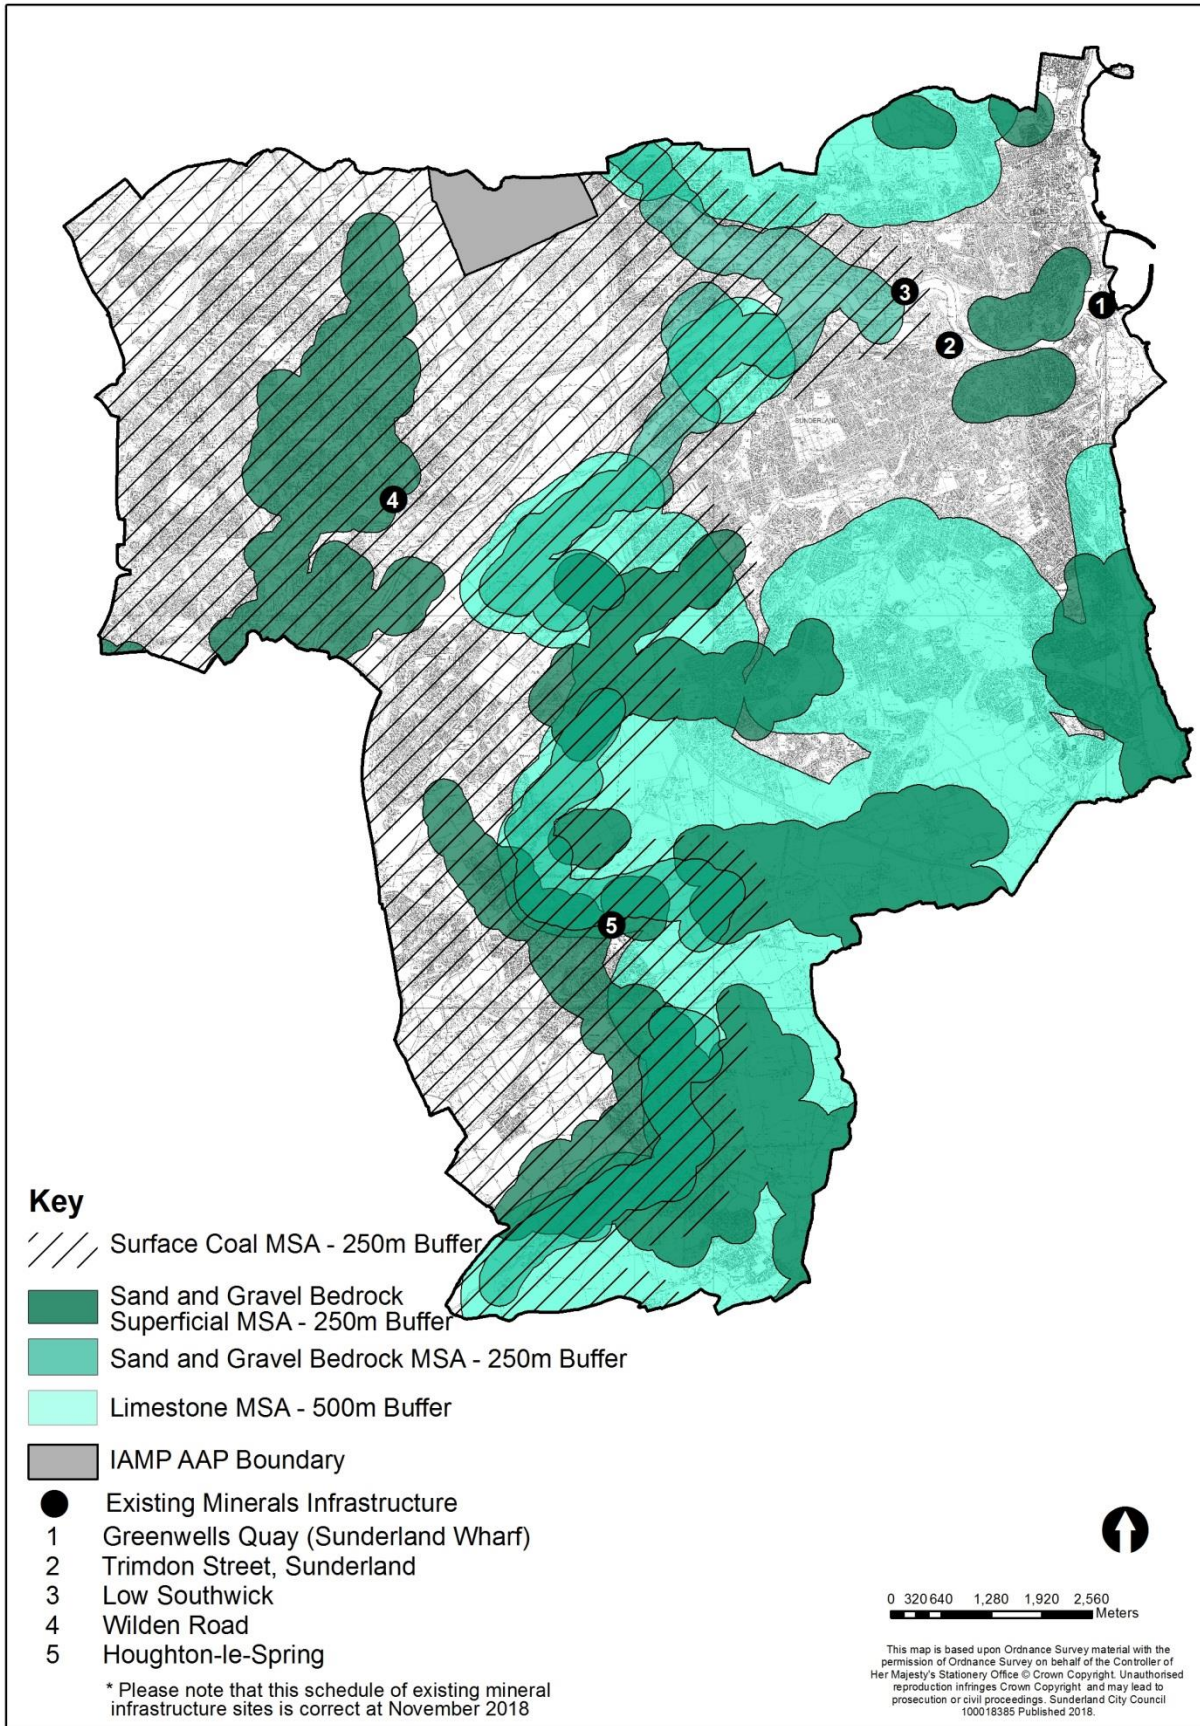 3
1
2
SUNDERLAND
4
5
Key
Surface Coal MSA - 250m Buffer
Sand and Gravel Bedrock
Superficial MSA - 250m Buffer
Sand and Gravel Bedrock MSA - 250m Buffer
Limestone MSA - 500m Buffer
IAMP AAP Boundary
Existing Minerals Infrastructure
1 Greenwells Quay (Sunderland Wharf)
2 Trimdon Street, Sunderland
3 Low Southwick
4 Wilden Road
5 Houghton-le-Spring
* Please note that this schedule of existing mineral
infrastructure sites is correct at November 2018
0 320 640 1,280 1,920 2,560
Meters
This map is based upon Ordnance Survey material with the
permission of Ordnance Survey on behalf of the Controller of
Her Majesty's Stationery Office © Crown Copyright. Unauthorised
reproduction infringes Crown Copyright and may lead to
prosecution or civil proceedings. Sunderland City Council
100018385 Published 2018.